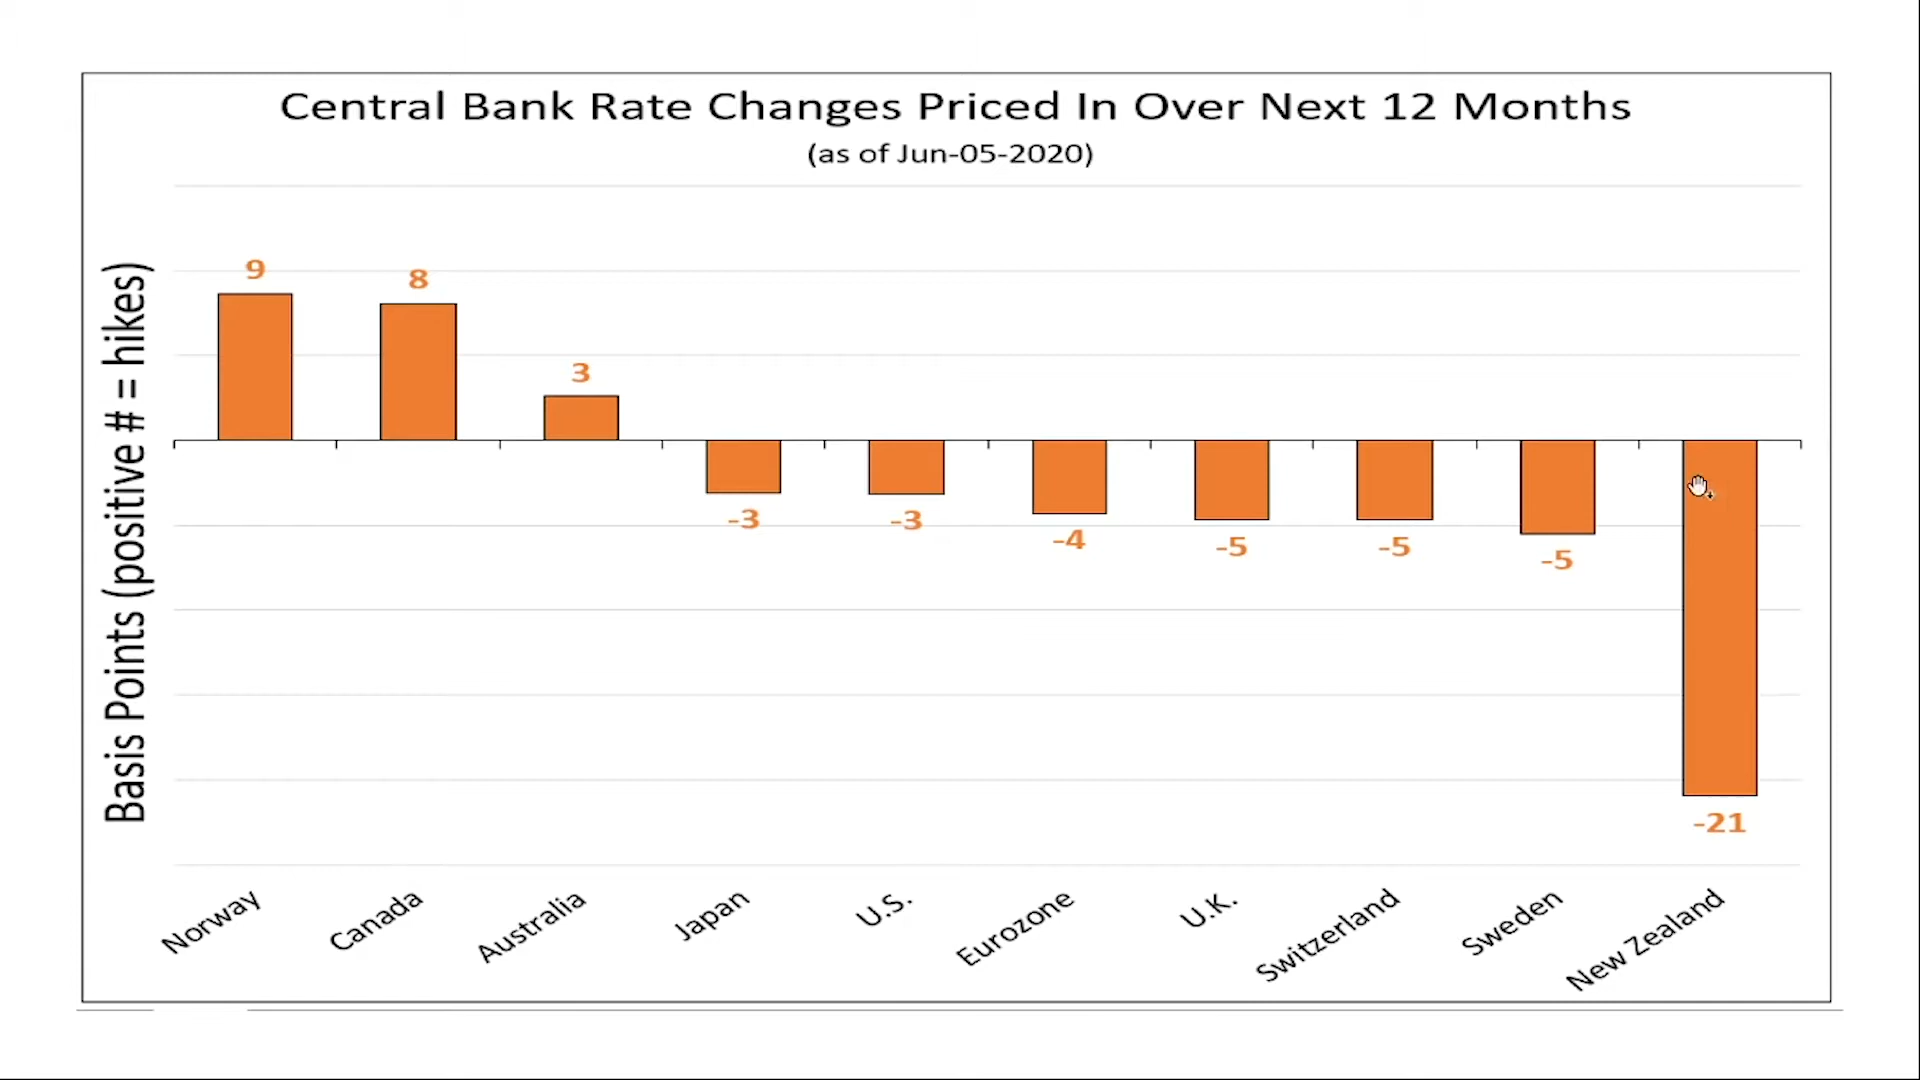 Central Bank Rate Changes Priced In Over Next 12 Months
(as of Jun-05-2020)
Basis Points (positive # = hikes)
9
8
3
-3
-3
-4
-5
-5
-5
-21
Norway
Canada
Australia
Japan
U.S.
Eurozone
U.K.
Switzerland
Sweden
New Zealand